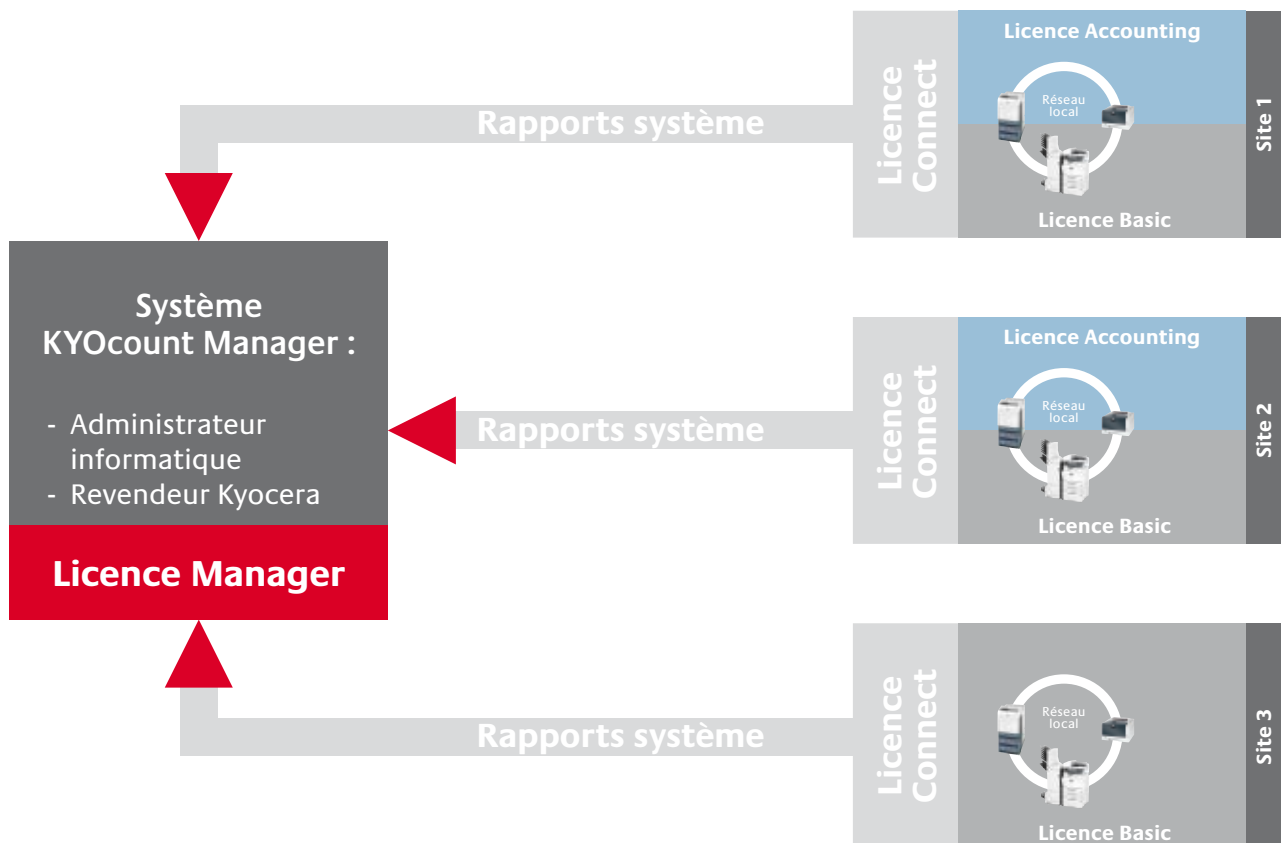 Licence Accounting
Licence
Connect
Réseau
local
Site 1
Rapports système
Licence Basic
Système
KYOcount Manager :
- Administrateur
informatique
- Revendeur Kyocera
Licence Manager
Licence Accounting
Licence
Connect
Réseau
local
Site 2
Rapports système
Licence Basic
Licence
Connect
Réseau
local
Site 3
Rapports système
Licence Basic